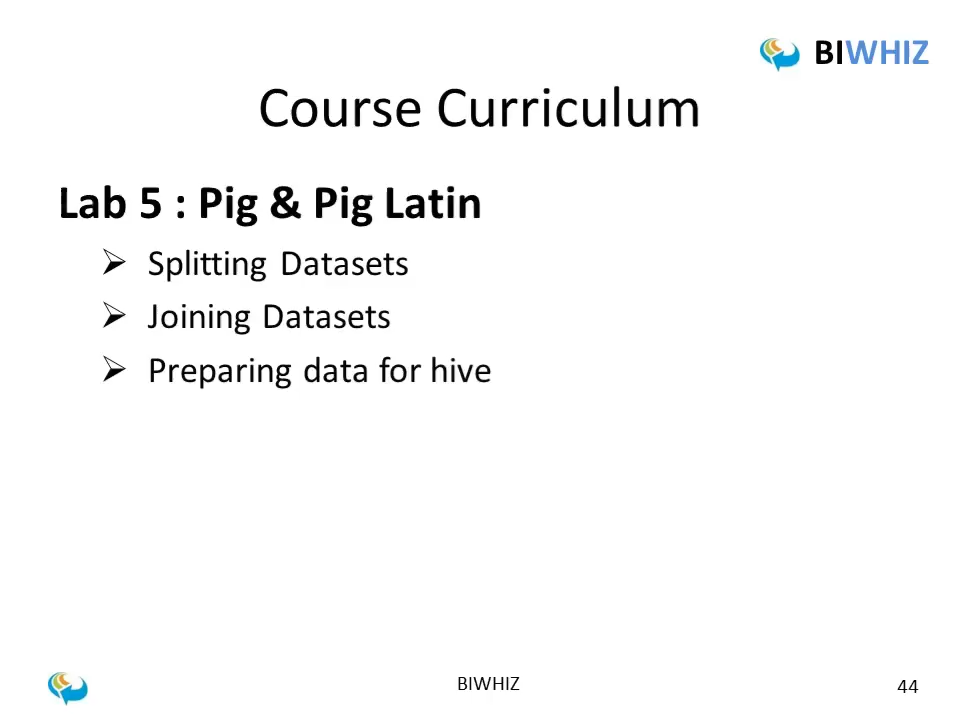 BIWHIZ
Course Curriculum
Lab 5 : Pig & Pig Latin
➢ Splitting Datasets
➢ Joining Datasets
➢ Preparing data for hive
BIWHIZ
44